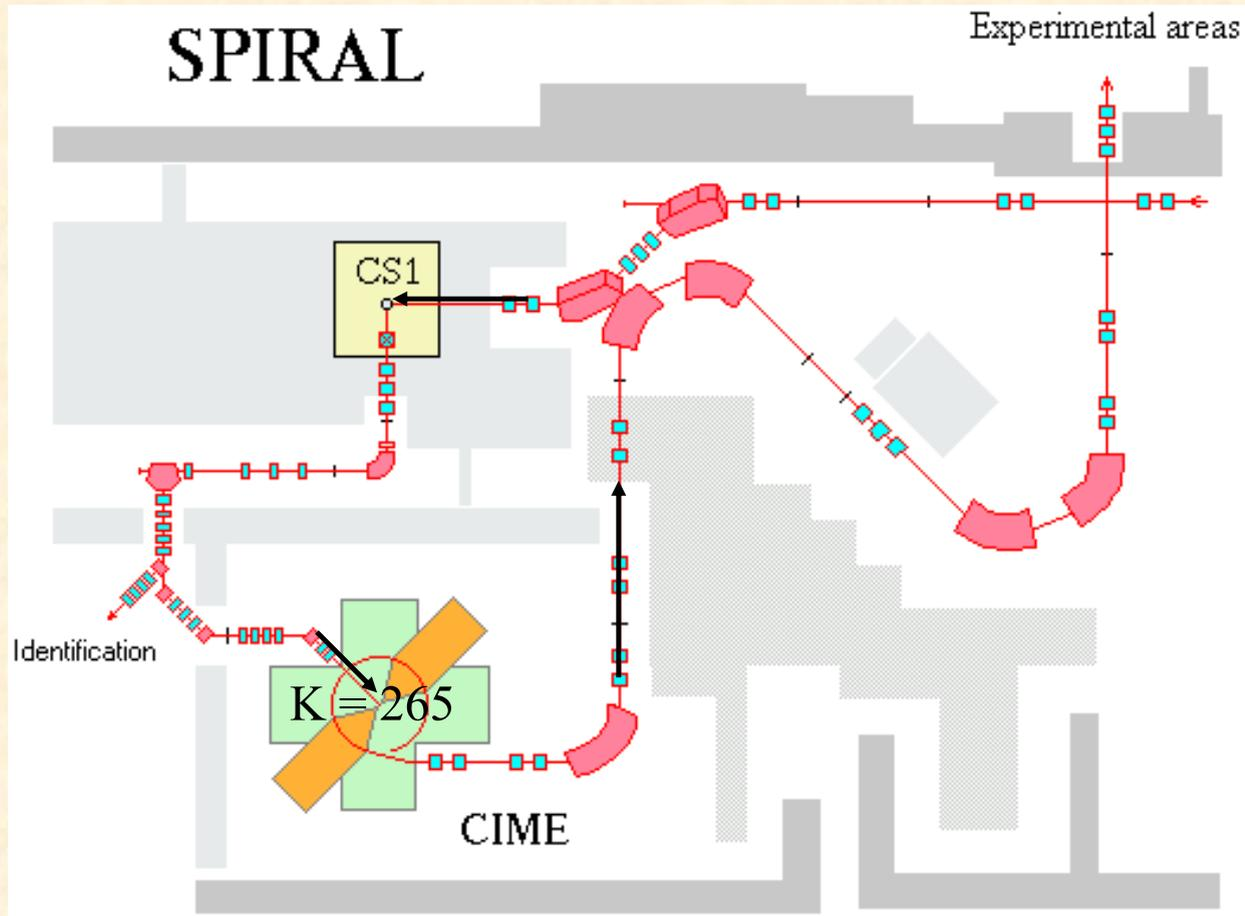 SPIRAL
Experimental areas
CS1
Identification
K = 265
CIME